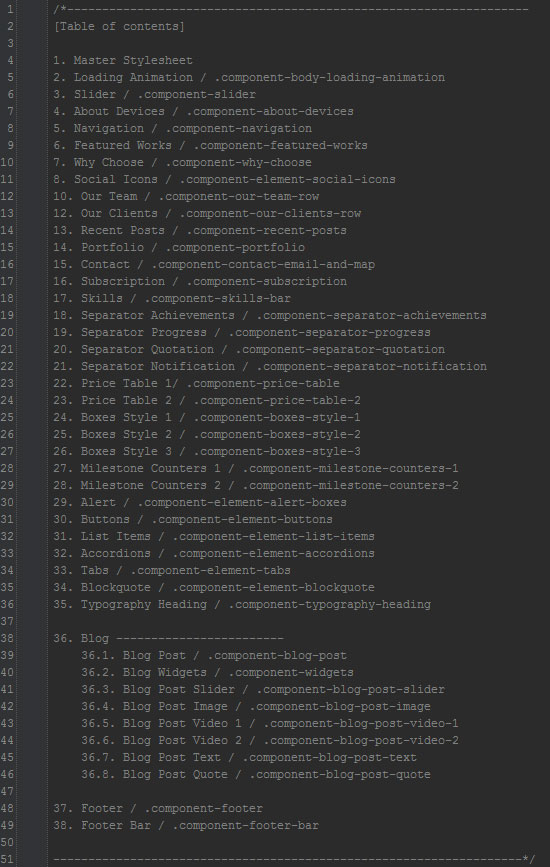 1 /*------------------------------------------------------------------
2 [Table of contents]
3
4 1. Master Stylesheet
5 2. Loading Animation / .component-body-loading-animation
6 3. Slider / .component-slider
7 4. About Devices / .component-about-devices
8 5. Navigation / .component-navigation
9 6. Featured Works / .component-featured-works
10 7. Why Choose / .component-why-choose
11 8. Social Icons / .component-element-social-icons
12 10. Our Team / .component-our-team-row
13 12. Our Clients / .component-our-clients-row
14 13. Recent Posts / .component-recent-posts
15 14. Portfolio / .component-portfolio
16 15. Contact / .component-contact-email-and-map
17 16. Subscription / .component-subscription
18 17. Skills / .component-skills-bar
19 18. Separator Achievements / .component-separator-achievements
20 19. Separator Progress / .component-separator-progress
21 20. Separator Quotation / .component-separator-quotation
22 21. Separator Notification / .component-separator-notification
23 22. Price Table 1/ .component-price-table
24 23. Price Table 2 / .component-price-table-2
25 24. Boxes Style 1 / .component-boxes-style-1
26 25. Boxes Style 2 / .component-boxes-style-2
27 26. Boxes Style 3 / .component-boxes-style-3
28 27. Milestone Counters 1 / .component-milestone-counters-1
29 28. Milestone Counters 2 / .component-milestone-counters-2
30 29. Alert / .component-element-alert-boxes
31 30. Buttons / .component-element-buttons
32 31. List Items / .component-element-list-items
33 32. Accordions / .component-element-accordions
34 33. Tabs / .component-element-tabs
35 34. Blockquote / .component-element-blockquote
36 35. Typography Heading / .component-typography-heading
37
38 36. Blog ------------------------
39 36.1. Blog Post / .component-blog-post
40 36.2. Blog Widgets / .component-widgets
41 36.3. Blog Post Slider / .component-blog-post-slider
42 36.4. Blog Post Image / .component-blog-post-image
43 36.5. Blog Post Video 1 / .component-blog-post-video-1
44 36.6. Blog Post Video 2 / .component-blog-post-video-2
45 36.7. Blog Post Text / .component-blog-post-text
46 36.8. Blog Post Quote / .component-blog-post-quote
47
48 37. Footer / .component-footer
49 38. Footer Bar / .component-footer-bar
50
51 -------------------------------------------------------------------*/